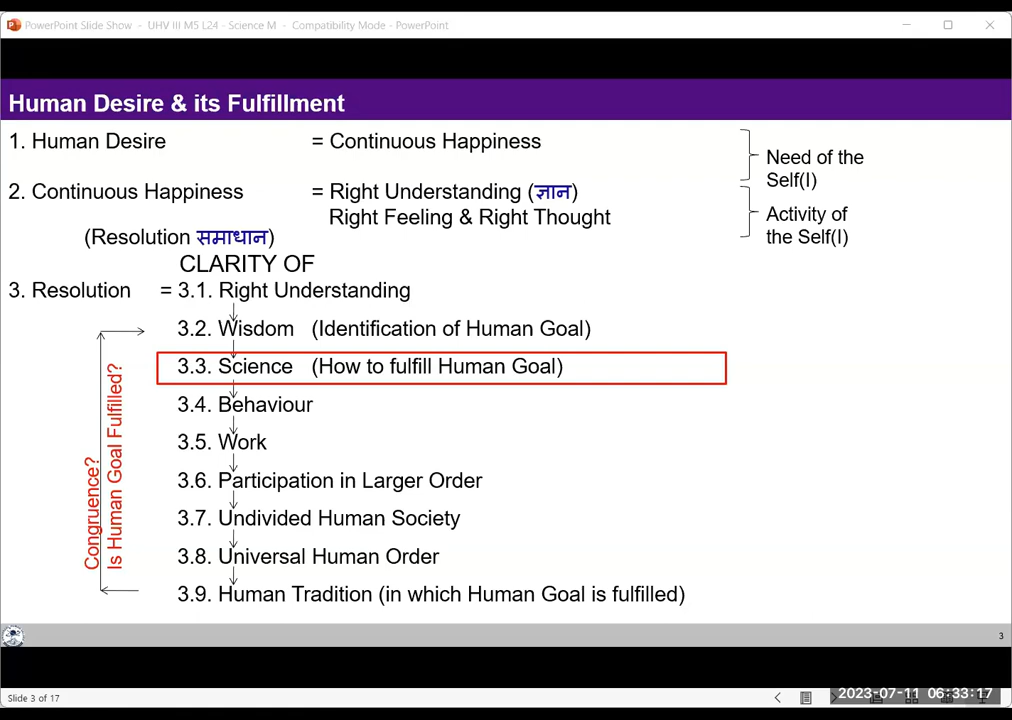 PowerPoint Slide Show - UHV III M5 L24 - Science M - Compatibility Mode - PowerPoint
Human Desire & its Fulfillment
1. Human Desire = Continuous Happiness
Need of the
Self(I)
2. Continuous Happiness = Right Understanding (ज्ञान)
Right Feeling & Right Thought
Activity of
the Self(I)
(Resolution समाधान)
CLARITY OF
3. Resolution = 3.1. Right Understanding
3.2. Wisdom (Identification of Human Goal)
3.3. Science (How to fulfill Human Goal)
3.4. Behaviour
3.5. Work
3.6. Participation in Larger Order
3.7. Undivided Human Society
3.8. Universal Human Order
3.9. Human Tradition (in which Human Goal is fulfilled)
Congruence?
Is Human Goal Fulfilled?
3
Slide 3 of 17
2023-07-11 06:33:17